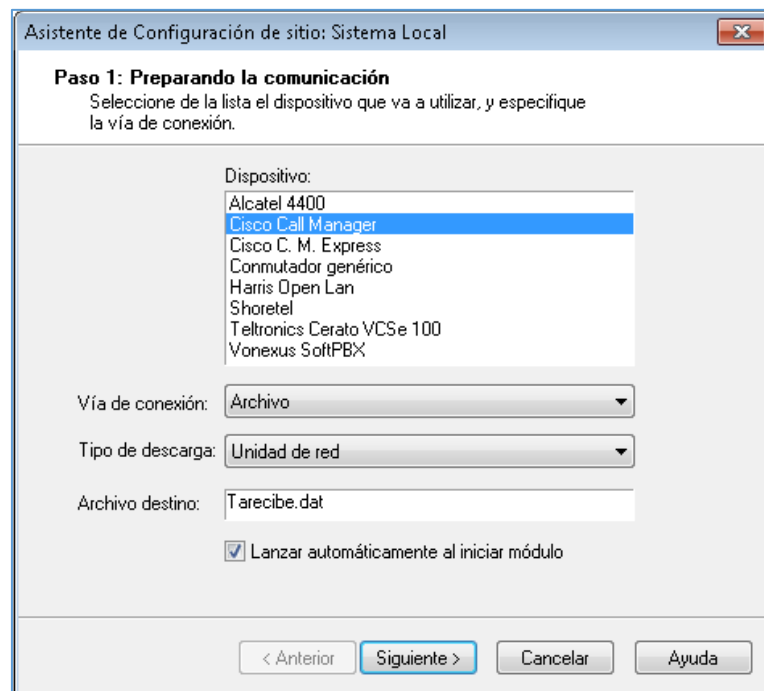 Asistente de Configuración de sitio: Sistema Local
Paso 1: Preparando la comunicación
Seleccione de la lista el dispositivo que va a utilizar, y especifique
la vía de conexión.
Dispositivo:
Alcatel 4400
Cisco Call Manager
Cisco C. M. Express
Conmutador genérico
Harris Open Lan
Shoretel
Teltronics Cerato VCSe 100
Vonexus SoftPBX
Vía de conexión: Archivo
Tipo de descarga: Unidad de red
Archivo destino: Tarecibe.dat
Lanzar automáticamente al iniciar módulo
< Anterior Siguiente > Cancelar Ayuda